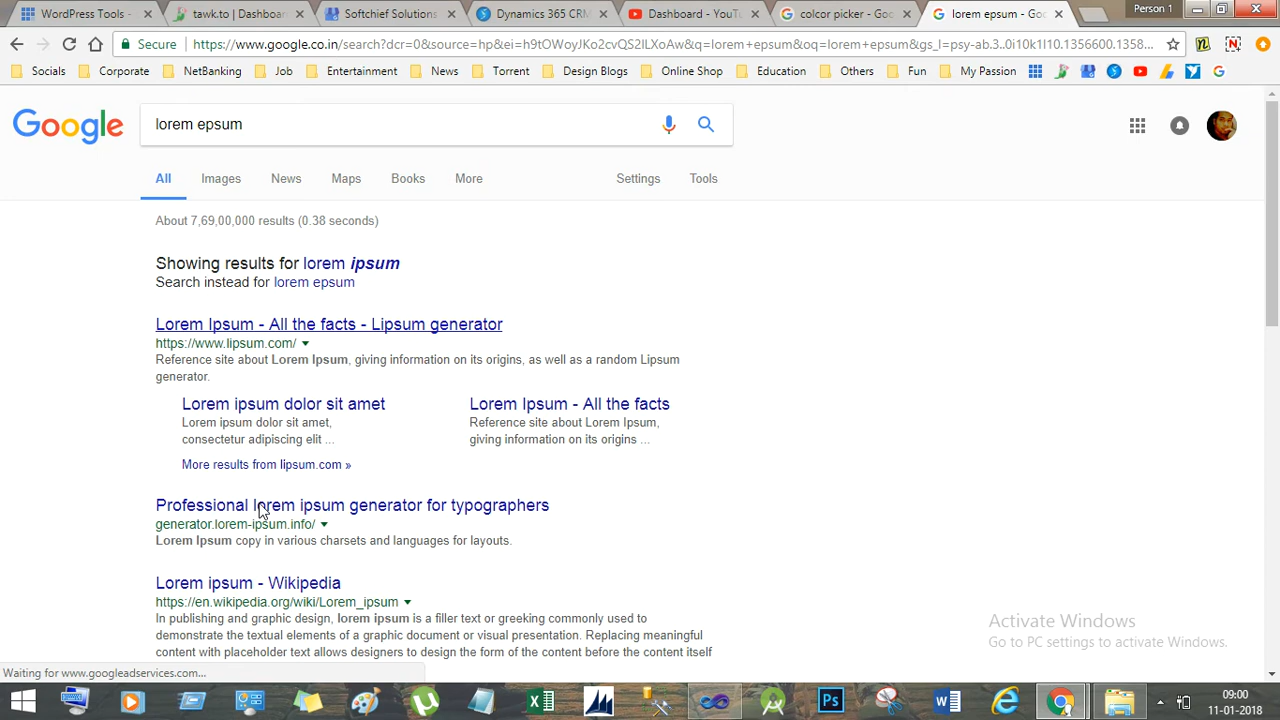 WordPress Tools -
tawk.to | Dashboar
Softchief Solutions
Dynamics 365 CRM
Dashboard - YouTu
colcor picker - Goo
lorem epsum - Goo
Person 1
Secure
https://www.google.co.in/search?dcr=0&source=hp&ei=h9tOWoyJKo2cvQS2ILXoAw&q=lorem+epsum&oq=lorem+epsum&gs_l=psy-ab.3..0i10k1l10.1356600.1358...
Socials
Corporate
NetBanking
Job
Entertainment
News
Torrent
Design Blogs
Online Shop
Education
Others
Fun
My Passion
Google
lorem epsum
All
Images
News
Maps
Books
More
Settings
Tools
About 7,69,00,000 results (0.38 seconds)
Showing results for lorem ipsum
Search instead for lorem epsum
Lorem Ipsum - All the facts - Lipsum generator
https://www.lipsum.com/
Reference site about Lorem Ipsum, giving information on its origins, as well as a random Lipsum
generator.
Lorem ipsum dolor sit amet
Lorem ipsum dolor sit amet,
consectetur adipiscing elit ...
Lorem Ipsum - All the facts
Reference site about Lorem Ipsum,
giving information on its origins ...
More results from lipsum.com »
Professional lorem ipsum generator for typographers
generator.lorem-ipsum.info/
Lorem Ipsum copy in various charsets and languages for layouts.
Lorem ipsum - Wikipedia
https://en.wikipedia.org/wiki/Lorem_ipsum
In publishing and graphic design, lorem ipsum is a filler text or greeking commonly used to
demonstrate the textual elements of a graphic document or visual presentation. Replacing meaningful
content with placeholder text allows designers to design the form of the content before the content itself
Activate Windows
Go to PC settings to activate Windows.
Waiting for www.googleadservices.com...
Ps
09:00
11-01-2018